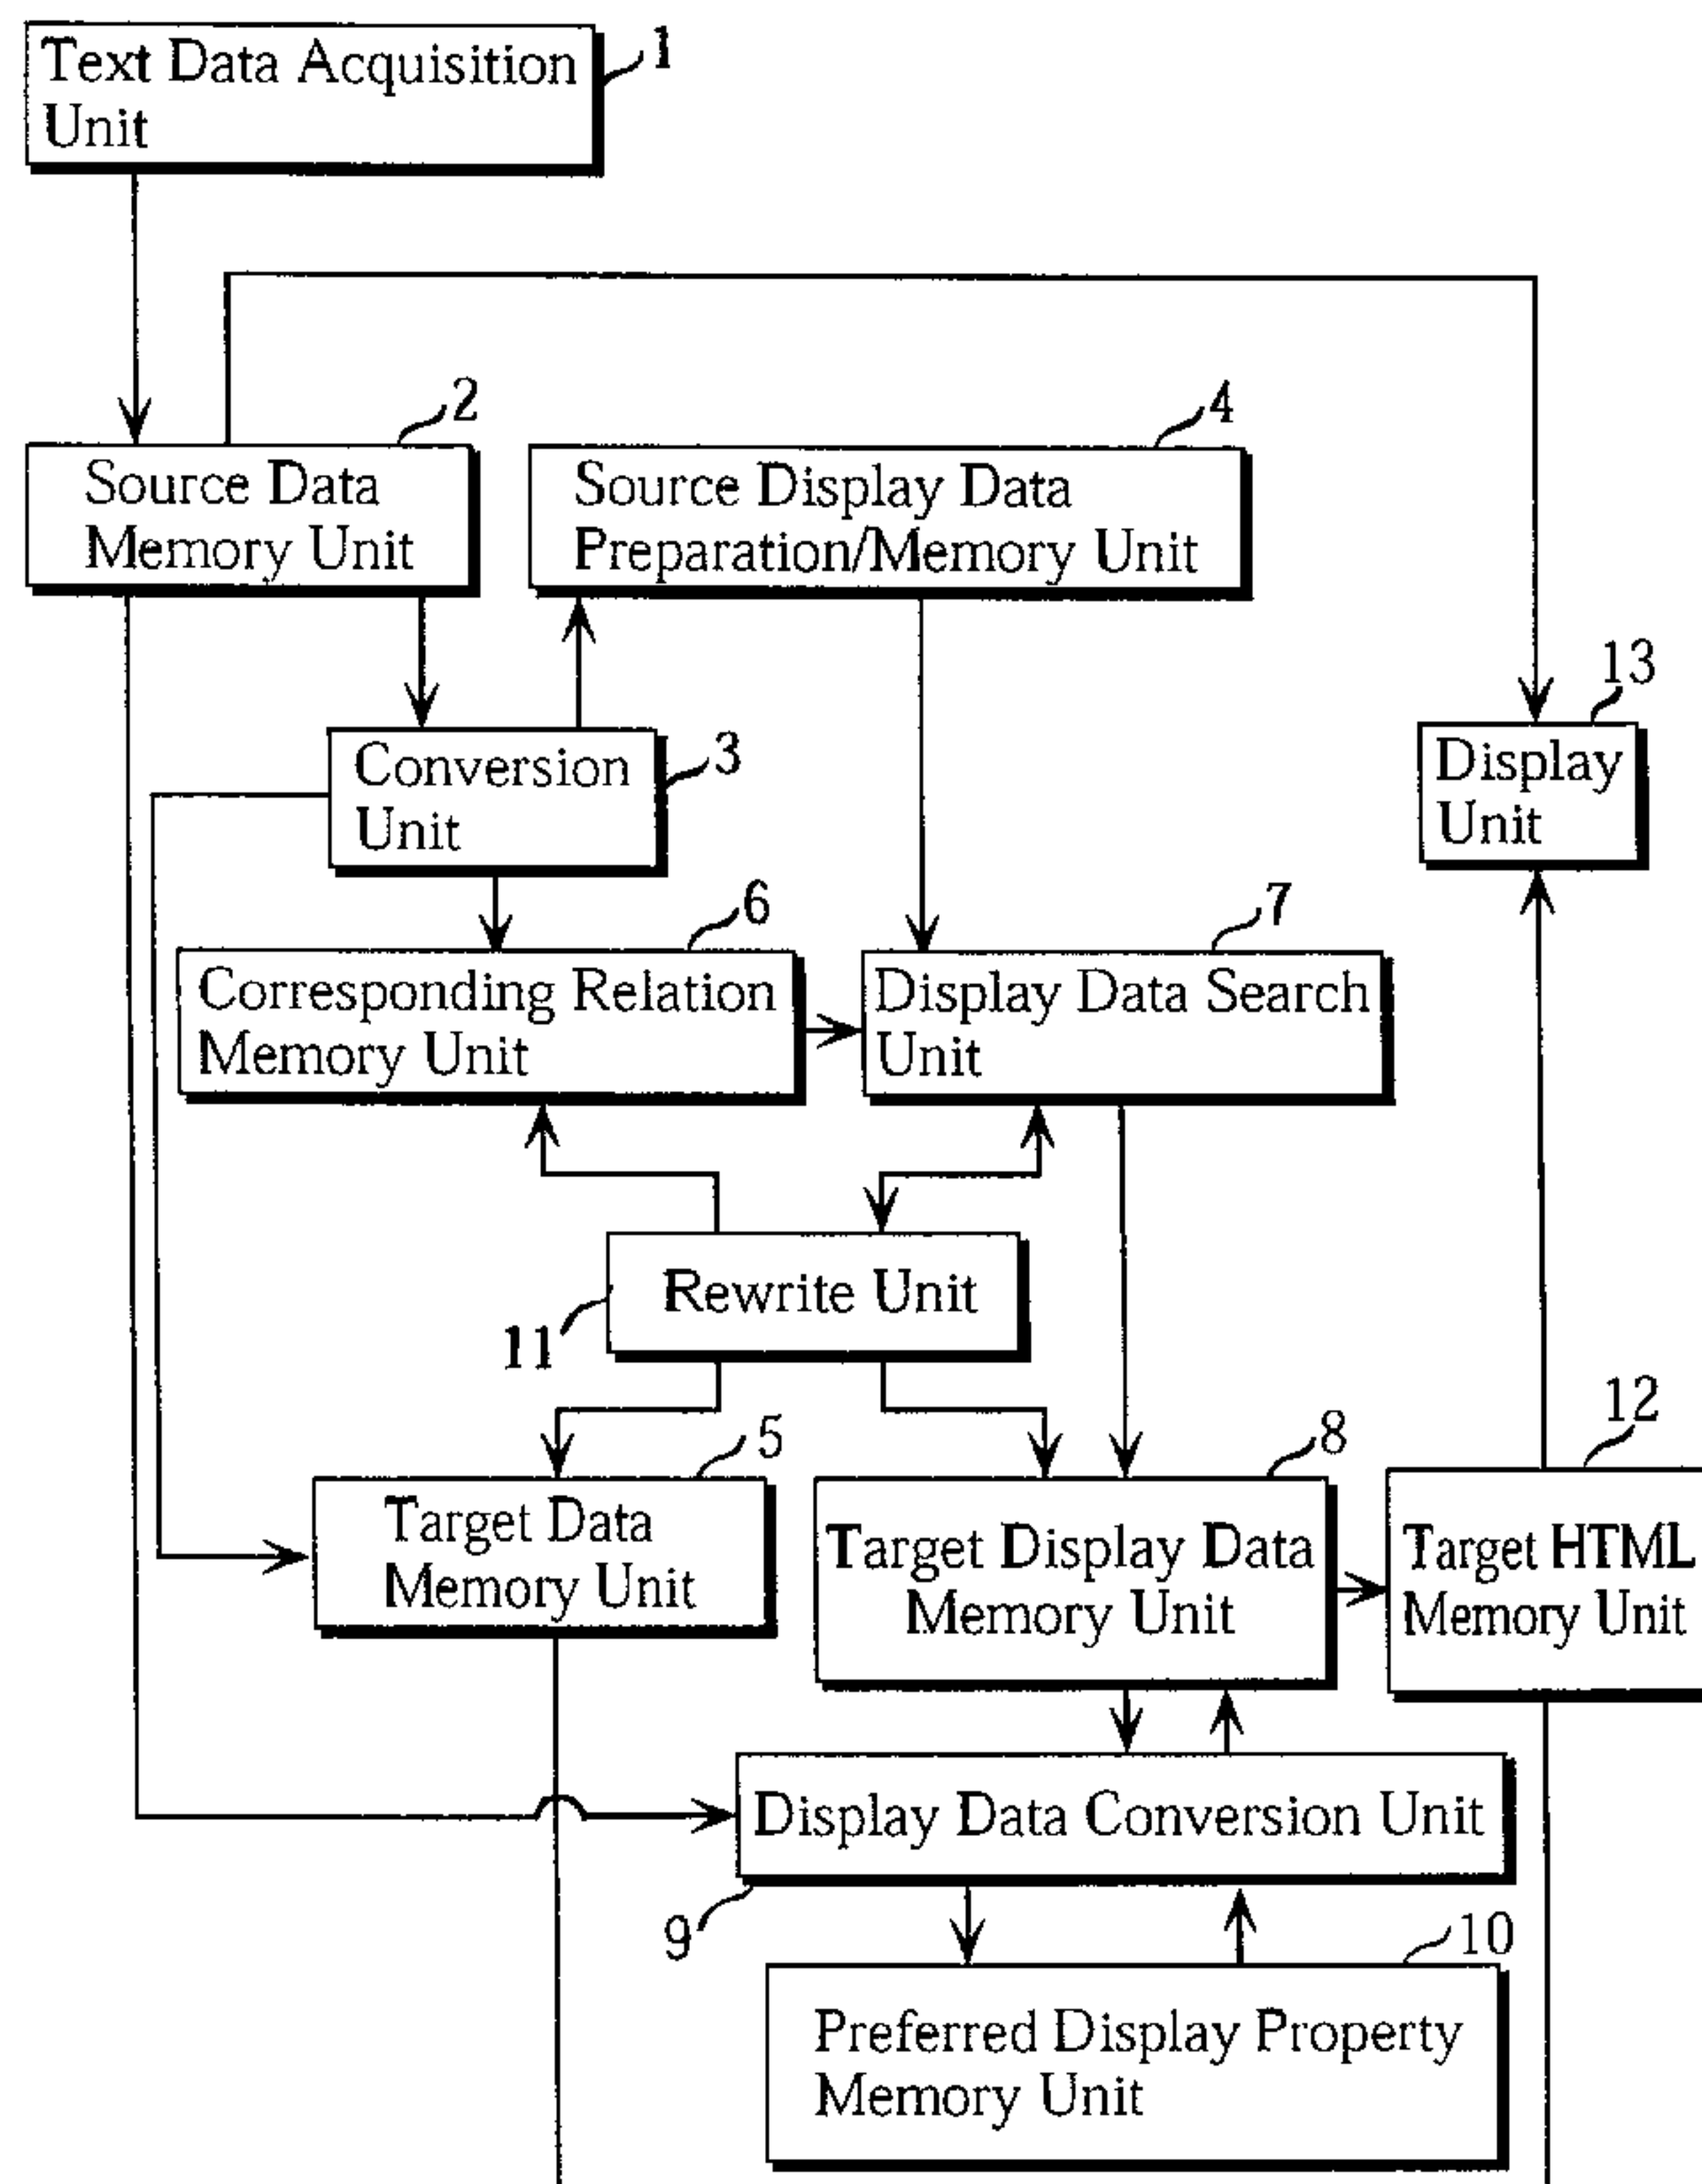 Text Data Acquisition
Unit
1
2
Source Data
Memory Unit
4
Source Display Data
Preparation/Memory Unit
13
Display
Unit
3
Conversion
Unit
6
Corresponding Relation
Memory Unit
7
Display Data Search
Unit
Rewrite Unit
11
5
Target Data
Memory Unit
8
Target Display Data
Memory Unit
12
Target HTML
Memory Unit
Display Data Conversion Unit
9
10
Preferred Display Property
Memory Unit